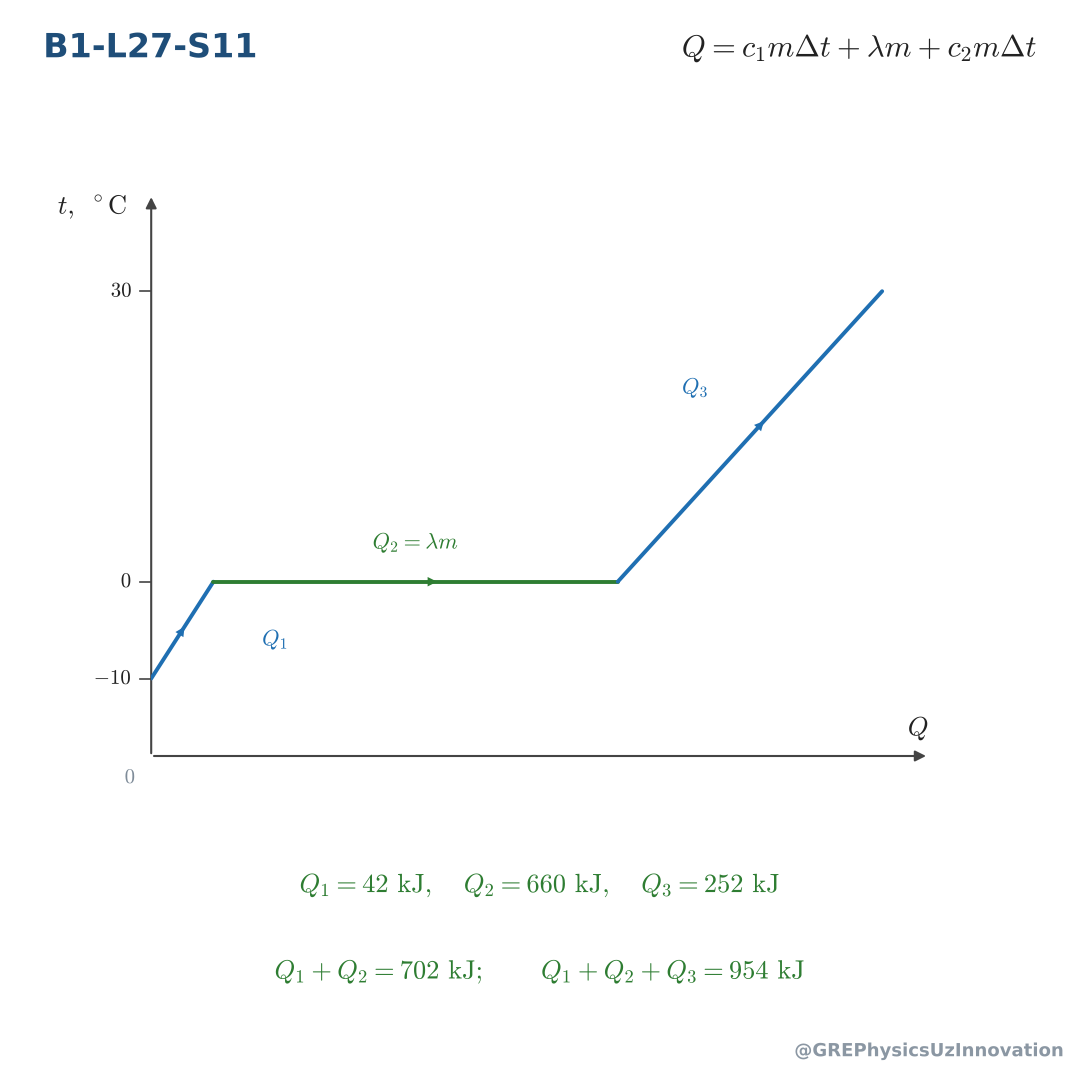 B1-L27-S11
Q = c₁mΔt + λm + c₂mΔt
t, °C
30
Q₃
Q₂ = λm
0
Q₁
−10
Q
0
Q₁ = 42 kJ, Q₂ = 660 kJ, Q₃ = 252 kJ
Q₁ + Q₂ = 702 kJ; Q₁ + Q₂ + Q₃ = 954 kJ
@GREPhysicsUzInnovation